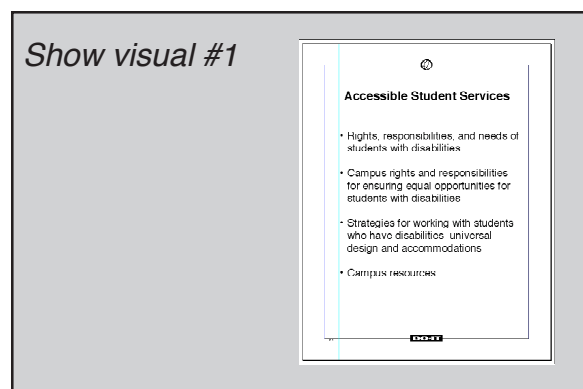 Show visual #1
Accessible Student Services
• Rights, responsibilities, and needs of
students with disabilities
• Campus rights and responsibilities
for ensuring equal opportunities for
students with disabilities
• Strategies for working with students
who have disabilities universal
design and accommodations
• Campus resources
DO-IT